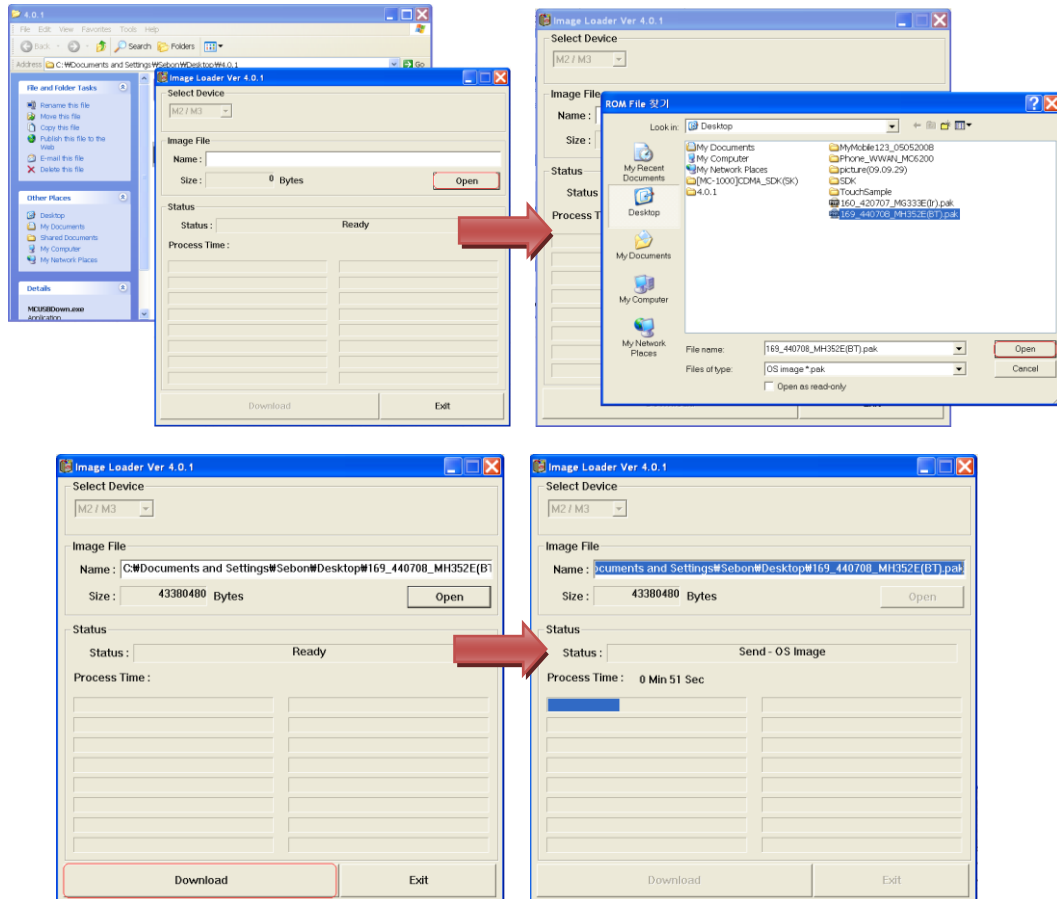 4.0.1
File Edit View Favorites Tools Help
Back Search Folders
Address C:₩Documents and Settings₩Sebon₩Desktop₩4.0.1 Go
File and Folder Tasks
Rename this file
Move this file
Copy this file
Publish this file to the Web
E-mail this file
Delete this file
Other Places
Desktop
My Documents
Shared Documents
My Computer
My Network Places
Details
MCUSBDown.exe
Application
Image Loader Ver 4.0.1
Select Device
M2 / M3
Image File
Name :
Size : 0 Bytes Open
Status
Status : Ready
Process Time :
Download Exit
Image Loader Ver 4.0.1
Select Device
M2 / M3
Image File
Name :
Size :
Status
Status
Process T
ROM File 찾기
Look in: Desktop
My Recent Documents
Desktop
My Documents
My Computer
My Network Places
My Documents
My Computer
My Network Places
[MC-1000]CDMA_SDK(SK)
4.0.1
MyMobile123_05052008
Phone_WWAN_MC6200
picture(09.09.29)
SDK
TouchSample
160_420707_MG333E(Ir).pak
169_440708_MH352E(BT).pak
File name: 169_440708_MH352E(BT).pak Open
Files of type: OS image *.pak Cancel
Open as read-only
Image Loader Ver 4.0.1
Select Device
M2 / M3
Image File
Name : C:₩Documents and Settings₩Sebon₩Desktop₩169_440708_MH352E(BT
Size : 43380480 Bytes Open
Status
Status : Ready
Process Time :
Download Exit
Image Loader Ver 4.0.1
Select Device
M2 / M3
Image File
Name : ocuments and Settings₩Sebon₩Desktop₩169_440708_MH352E(BT).pak
Size : 43380480 Bytes Open
Status
Status : Send - OS Image
Process Time : 0 Min 51 Sec
Download Exit